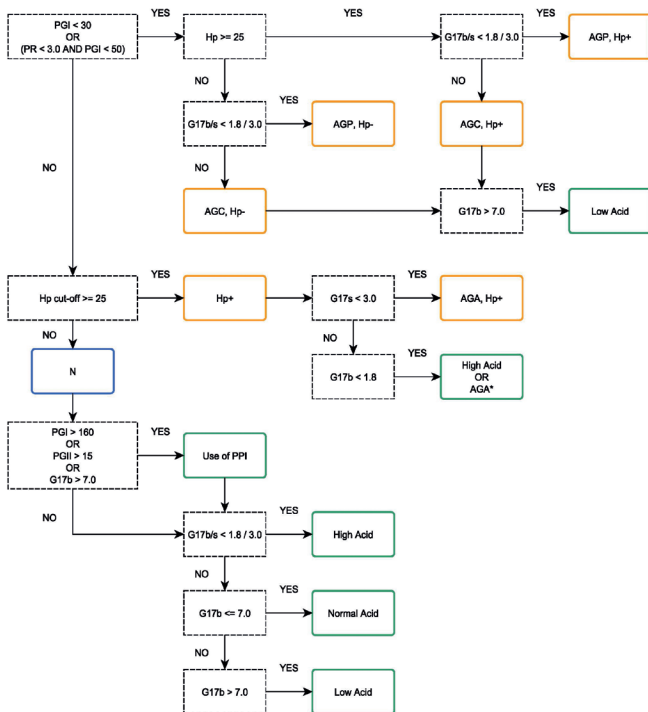 PGI < 30
OR
(PR < 3.0 AND PGI < 50)
YES
Hp >= 25
YES
G17b/s < 1.8 / 3.0
YES
AGP, Hp+
NO
NO
NO
G17b/s < 1.8 / 3.0
YES
AGP, Hp-
AGC, Hp+
NO
AGC, Hp-
G17b > 7.0
YES
Low Acid
Hp cut-off >= 25
YES
Hp+
G17s < 3.0
YES
AGA, Hp+
NO
NO
N
G17b < 1.8
YES
High Acid
OR
AGA*
PGI > 160
OR
PGII > 15
OR
G17b > 7.0
YES
Use of PPI
NO
G17b/s < 1.8 / 3.0
YES
High Acid
NO
G17b <= 7.0
YES
Normal Acid
NO
G17b > 7.0
YES
Low Acid